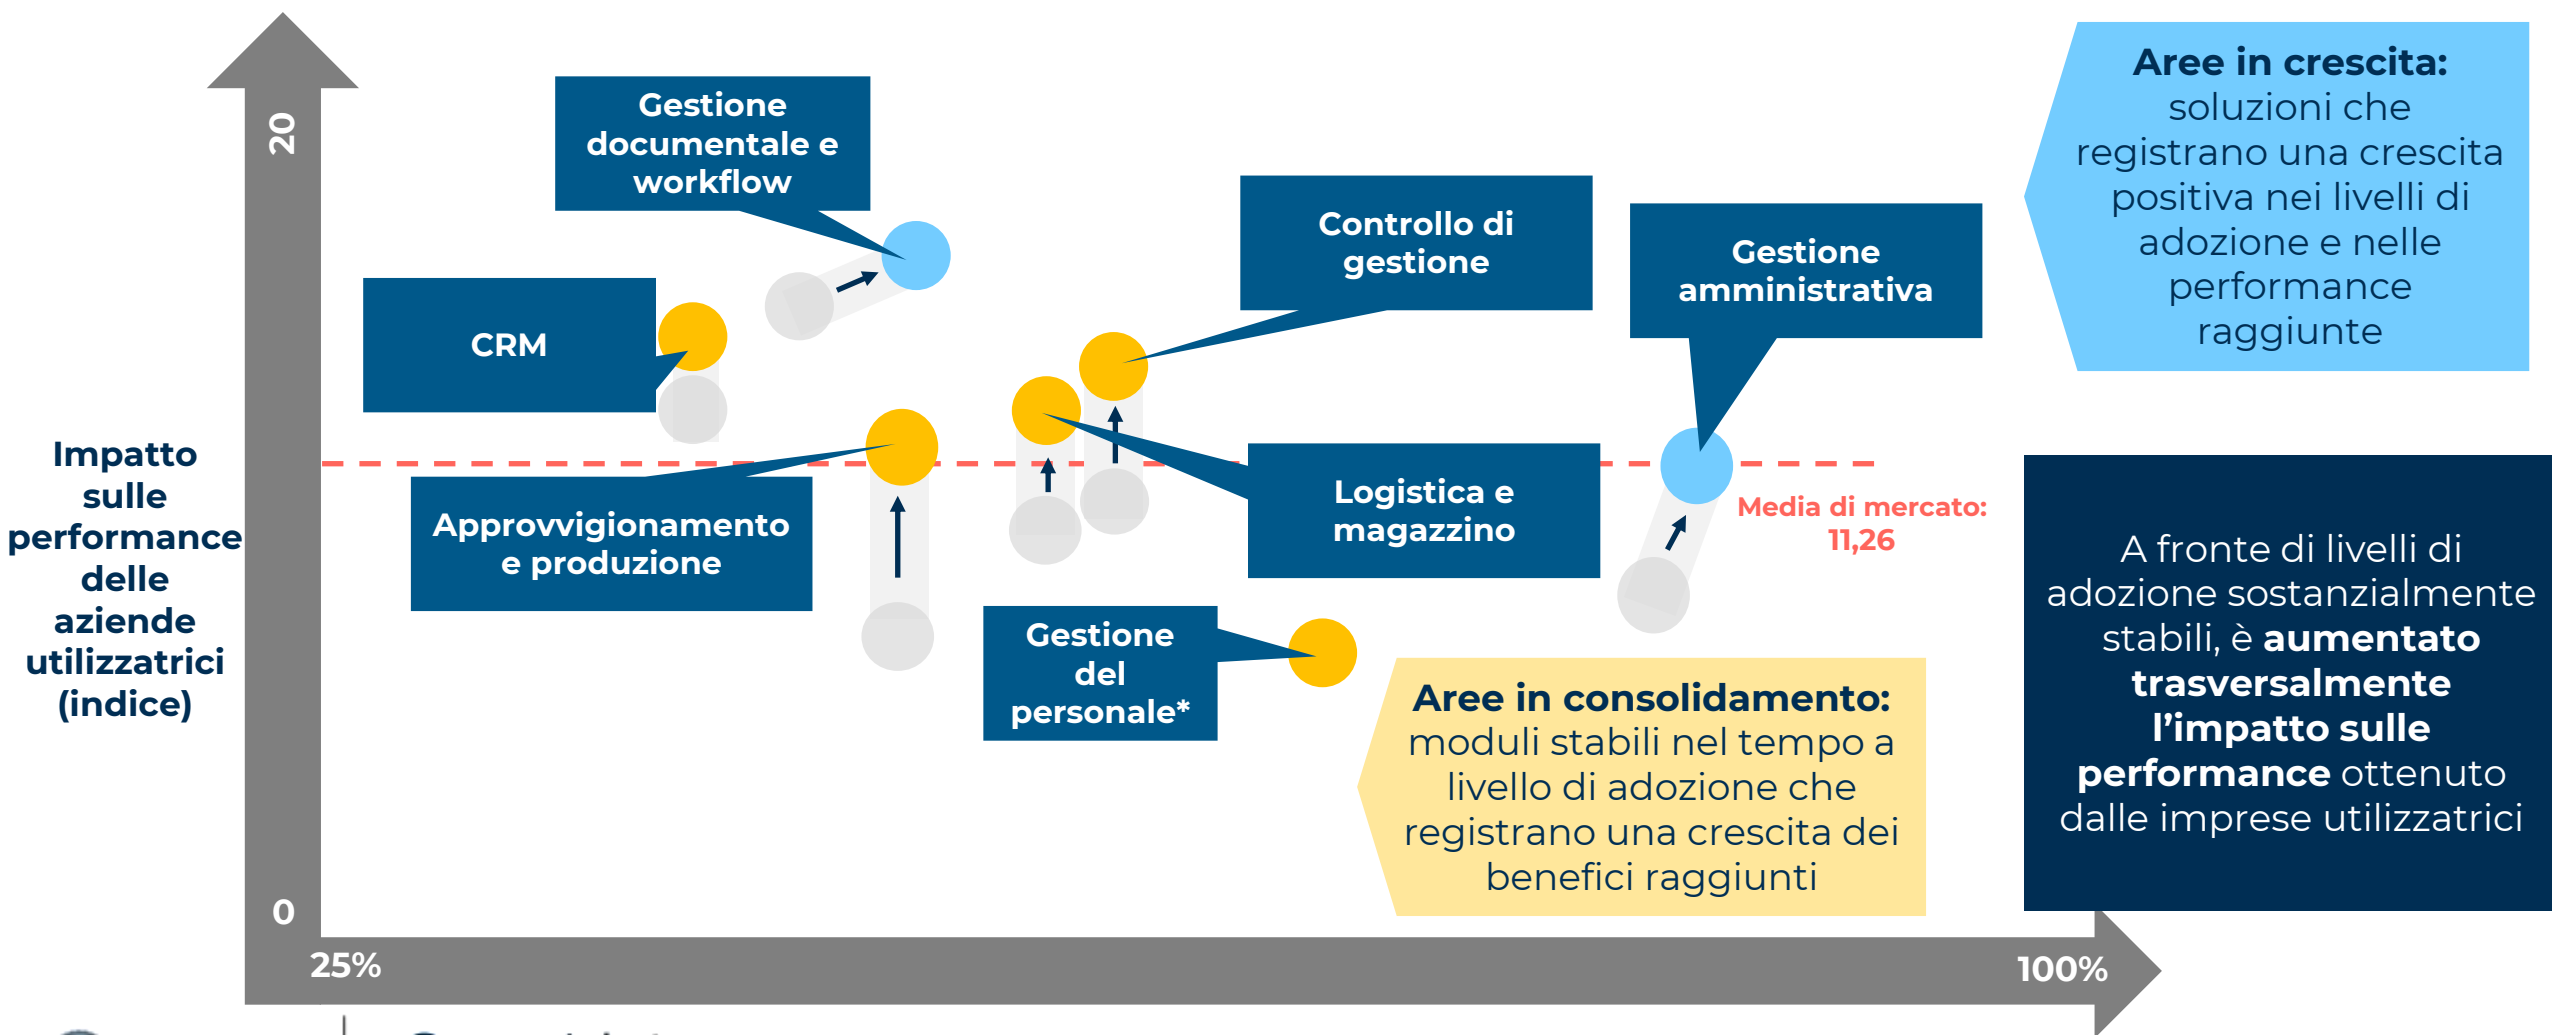 20
Gestione
documentale e
workflow
Controllo di
gestione
Gestione
amministrativa
CRM
Impatto
sulle
performance
delle
aziende
utilizzatrici
(indice)
Approvvigionamento
e produzione
Logistica e
magazzino
Media di mercato:
11,26
Gestione
del
personale*
Aree in crescita:
soluzioni che
registrano una crescita
positiva nei livelli di
adozione e nelle
performance
raggiunte
Aree in consolidamento:
moduli stabili nel tempo a
livello di adozione che
registrano una crescita dei
benefici raggiunti
A fronte di livelli di
adozione sostanzialmente
stabili, è aumentato
trasversalmente
l’impatto sulle
performance ottenuto
dalle imprese utilizzatrici
0
25%
100%